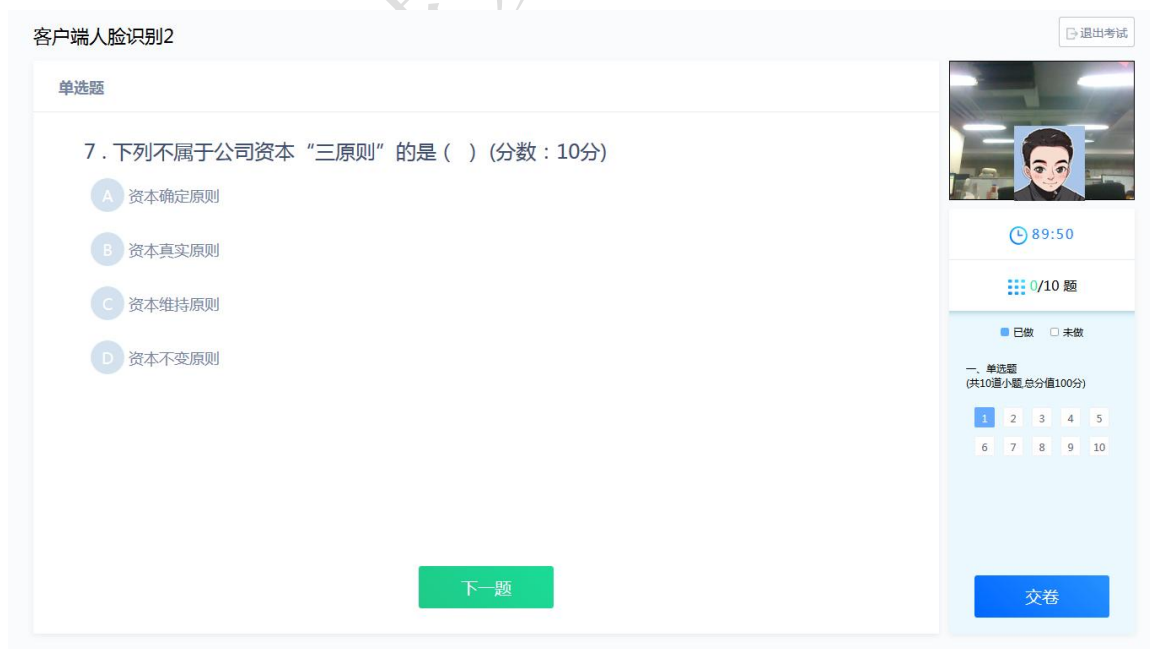 客户端人脸识别2
退出考试
单选题
7 . 下列不属于公司资本“三原则”的是 (   ) (分数：10分)
A 资本确定原则
B 资本真实原则
C 资本维持原则
D 资本不变原则
下一题
89:50
0/10 题
已做 未做
一、单选题
(共10道小题,总分值100分)
1 2 3 4 5
6 7 8 9 10
交卷